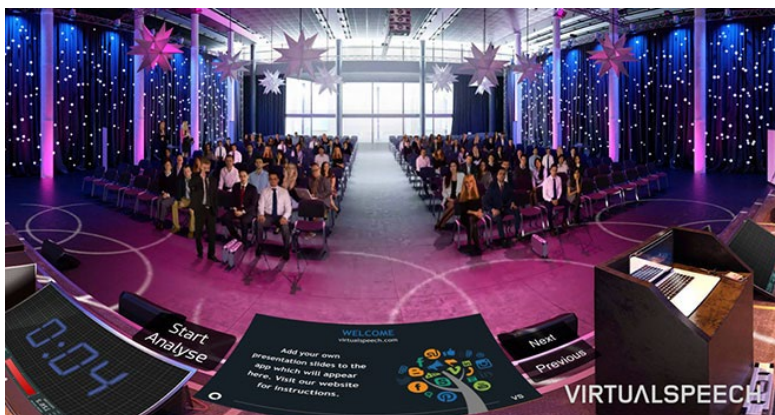 0:04
Start
Analyse
WELCOME
virtualspeech.com
Add your own
presentation slides to the
app which will appear
here. Visit our website
for instructions.
Next
Previous
VS
VIRTUALSPEECH